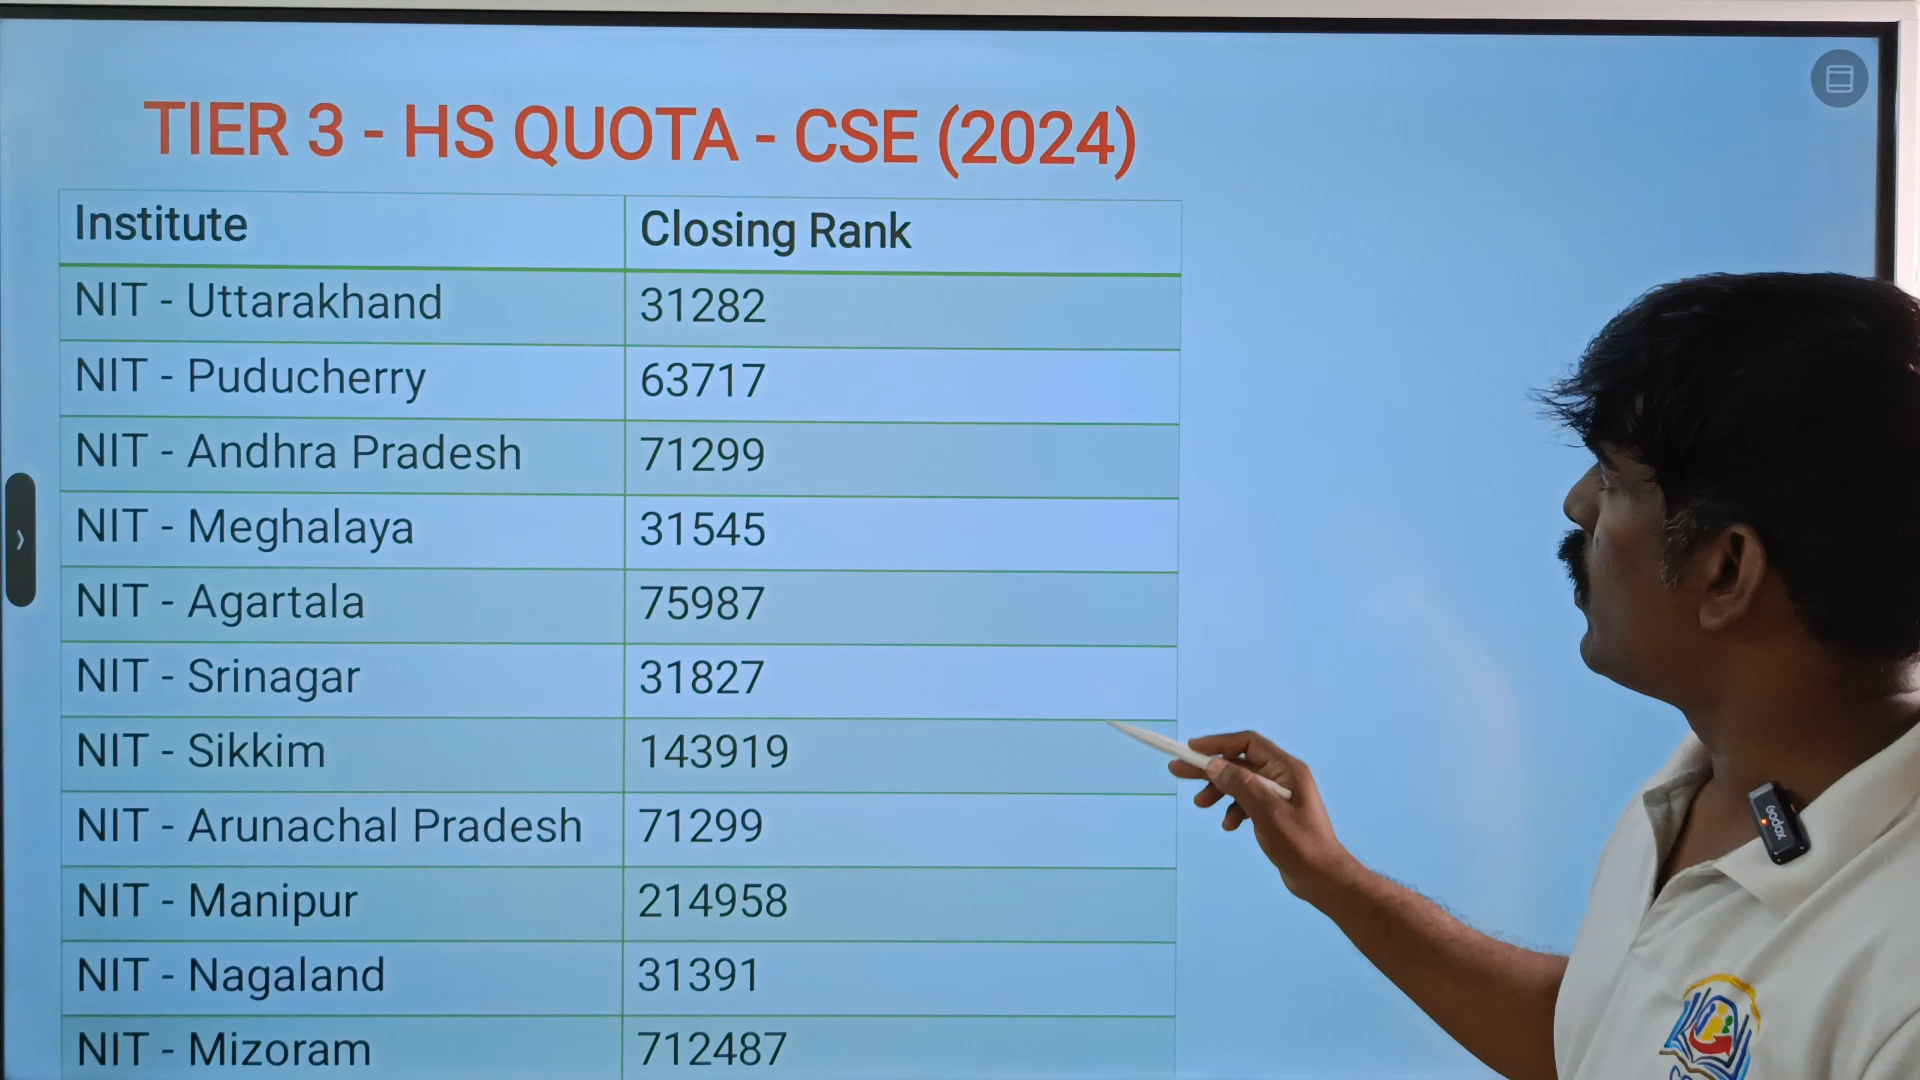 TIER 3 - HS QUOTA - CSE (2024)
Institute Closing Rank
NIT - Uttarakhand 31282
NIT - Puducherry 63717
NIT - Andhra Pradesh 71299
NIT - Meghalaya 31545
NIT - Agartala 75987
NIT - Srinagar 31827
NIT - Sikkim 143919
NIT - Arunachal Pradesh 71299
NIT - Manipur 214958
NIT - Nagaland 31391
NIT - Mizoram 712487
Godox